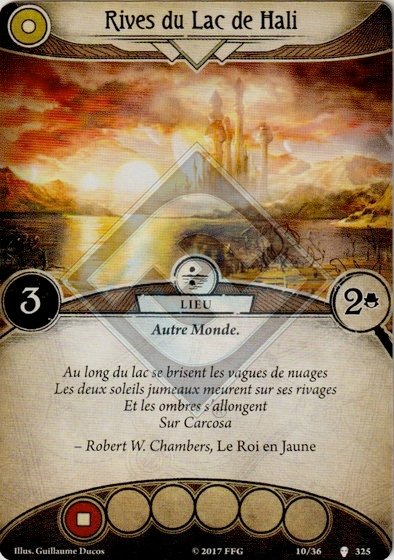 Rives du Lac de Hali
3
LIEU
2
Autre Monde.
Au long du lac se brisent les vagues de nuages
Les deux soleils jumeaux meurent sur ses rivages
Et les ombres s'allongent
Sur Carcosa
– Robert W. Chambers, Le Roi en Jaune
Illus. Guillaume Ducos
© 2017 FFG
10/36
325